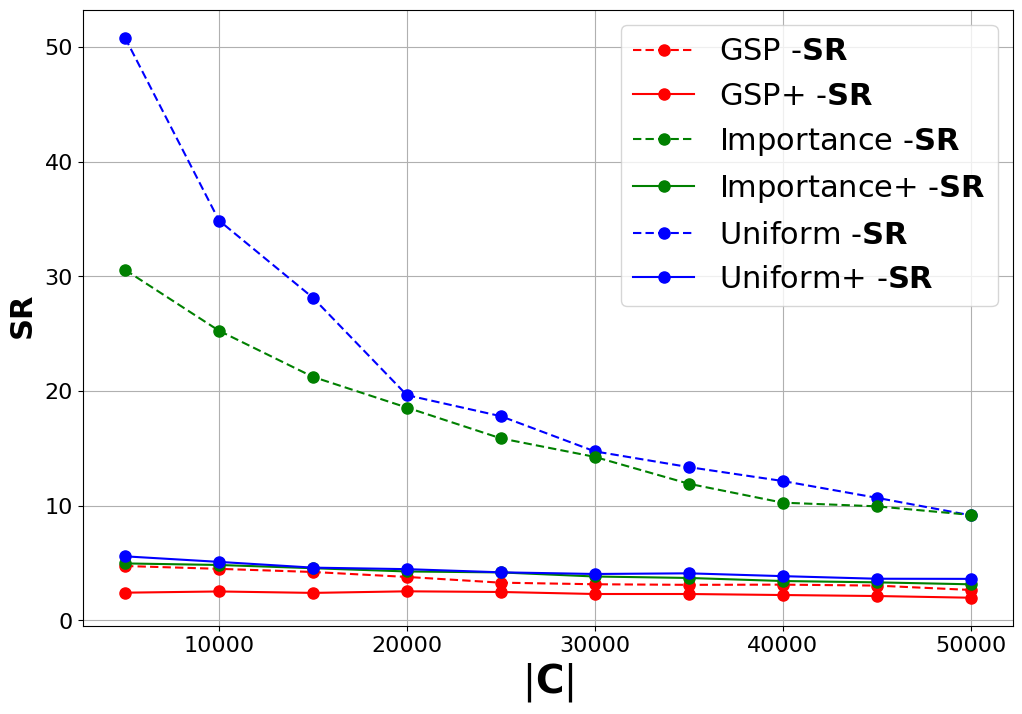 50
40
30
20
10
0
SR
GSP -SR
GSP+ -SR
Importance -SR
Importance+ -SR
Uniform -SR
Uniform+ -SR
10000 20000 30000 40000 50000
|C|